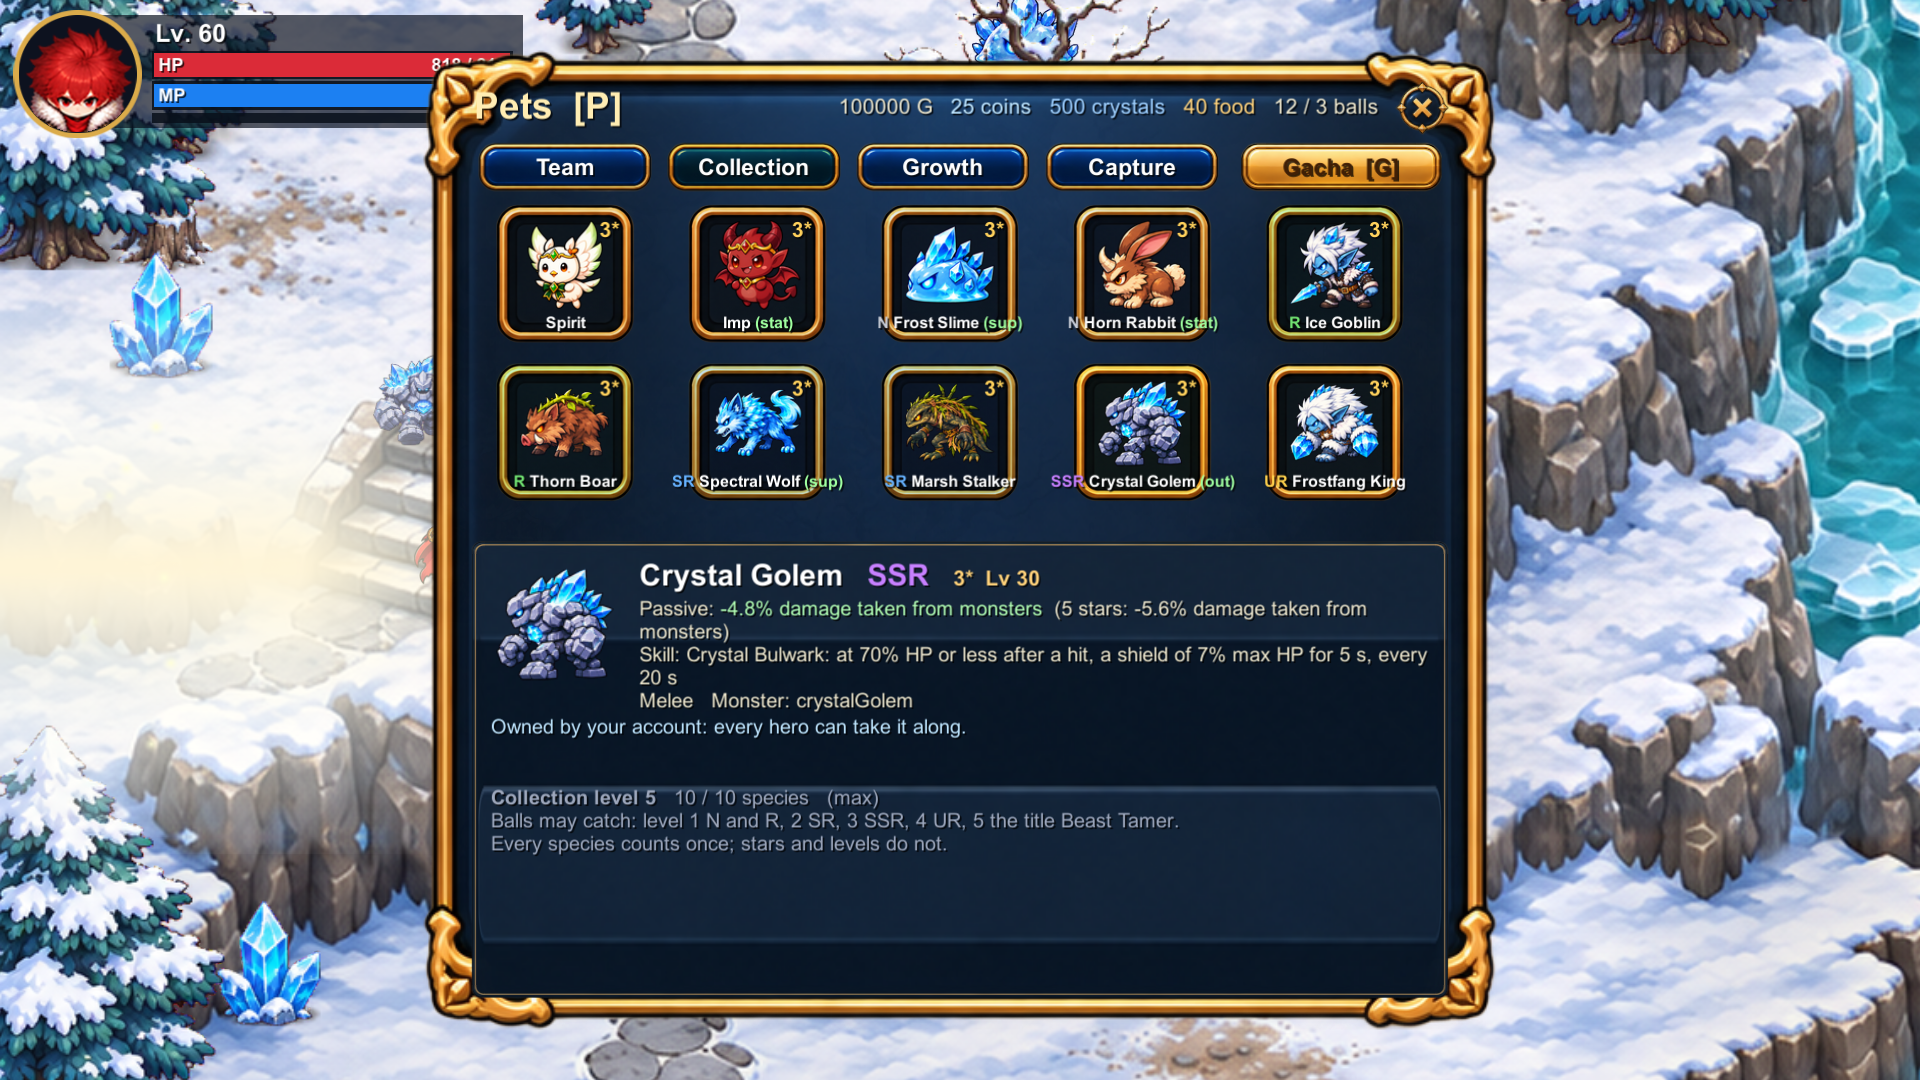 Lv. 60
HP
MP
Pets [P]
100000 G 25 coins 500 crystals 40 food 12 / 3 balls
Team Collection Growth Capture Gacha [G]
3* 3* 3* 3* 3*
Spirit Imp (stat) N Frost Slime (sup) N Horn Rabbit (stat) R Ice Goblin
3* 3* 3* 3* 3*
R Thorn Boar SR Spectral Wolf (sup) SR Marsh Stalker SSR Crystal Golem (out) UR Frostfang King
Crystal Golem SSR 3* Lv 30
Passive: -4.8% damage taken from monsters (5 stars: -5.6% damage taken from
monsters)
Skill: Crystal Bulwark: at 70% HP or less after a hit, a shield of 7% max HP for 5 s, every
20 s
Melee Monster: crystalGolem
Owned by your account: every hero can take it along.
Collection level 5 10 / 10 species (max)
Balls may catch: level 1 N and R, 2 SR, 3 SSR, 4 UR, 5 the title Beast Tamer.
Every species counts once; stars and levels do not.